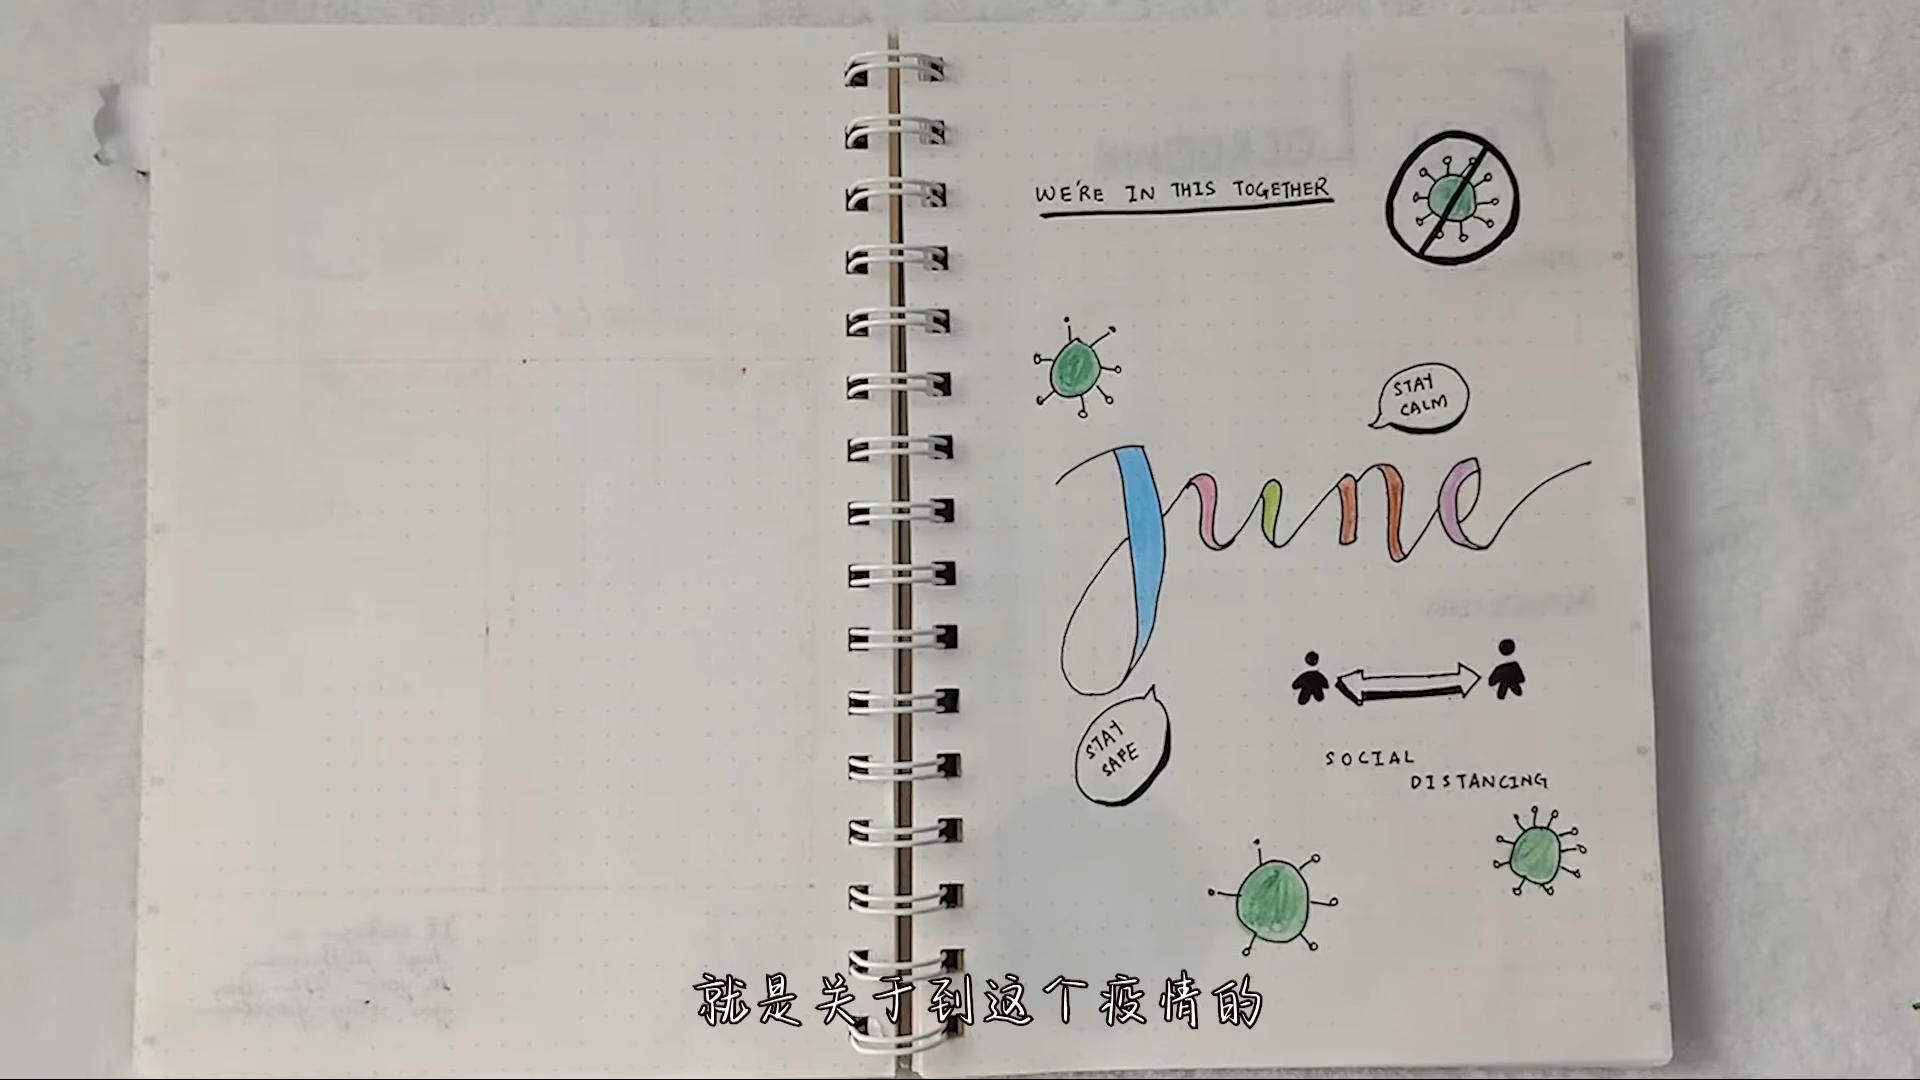 WE'RE IN THIS TOGETHER
STAY
CALM
June
STAY
SAFE
SOCIAL
DISTANCING
就是关于到这个疫情的